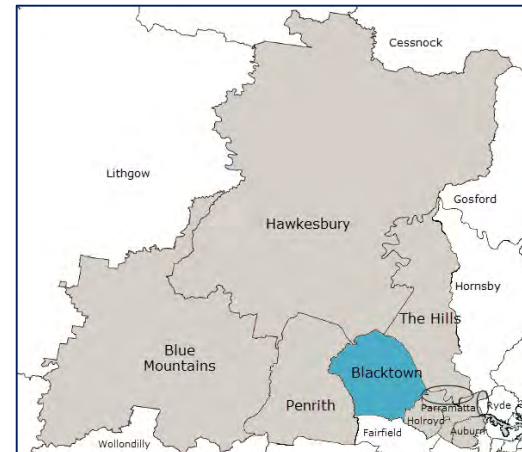 Cessnock
Lithgow
Gosford
Hawkesbury
Hornsby
The Hills
Blue
Mountains
Blacktown
Penrith
Parramatta
Ryde
Holroyd
Auburn
Fairfield
Wollondilly